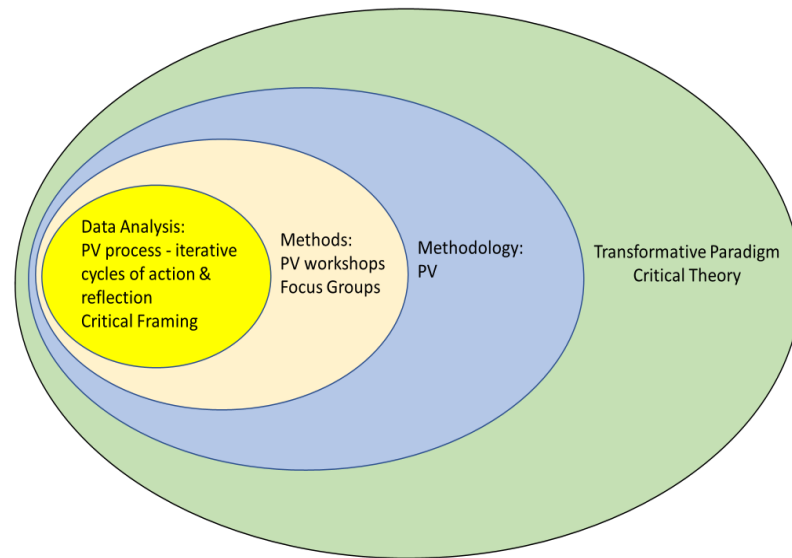 Data Analysis:
PV process - iterative
cycles of action &
reflection
Critical Framing
Methods:
PV workshops
Focus Groups
Methodology:
PV
Transformative Paradigm
Critical Theory